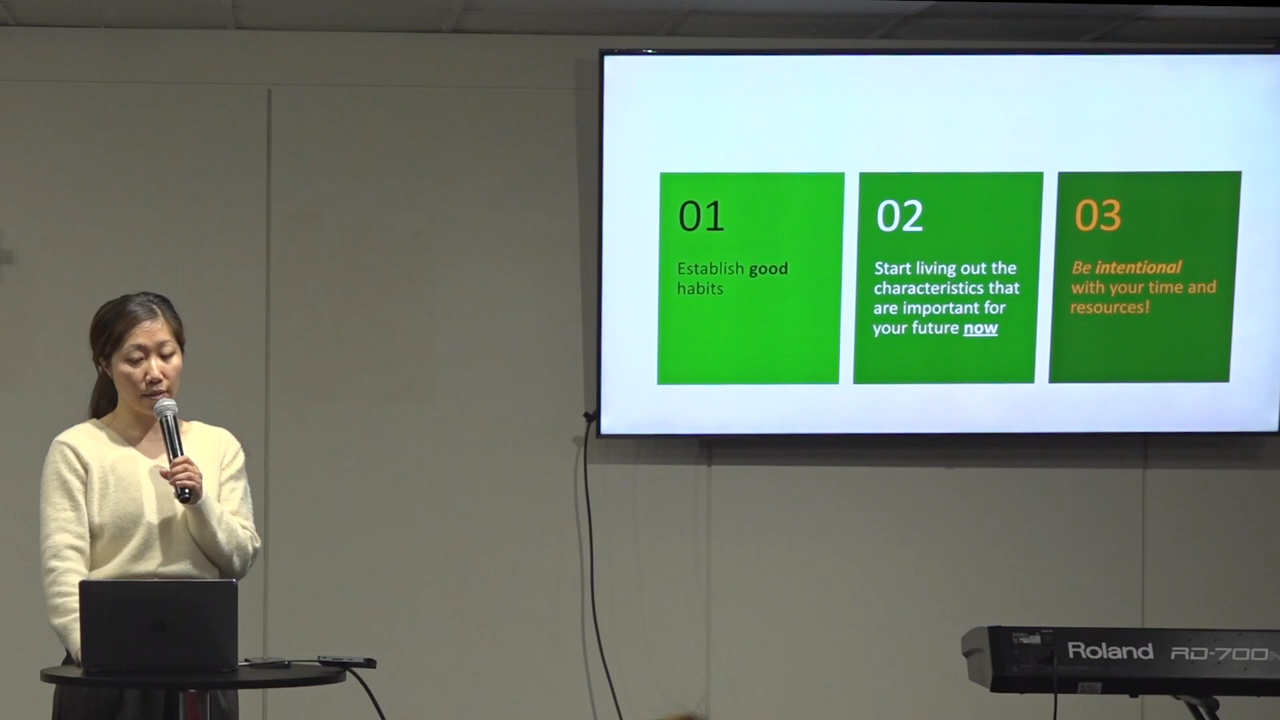 01
Establish good
habits
02
Start living out the
characteristics that
are important for
your future now
03
Be intentional
with your time and
resources!
Roland RD-700